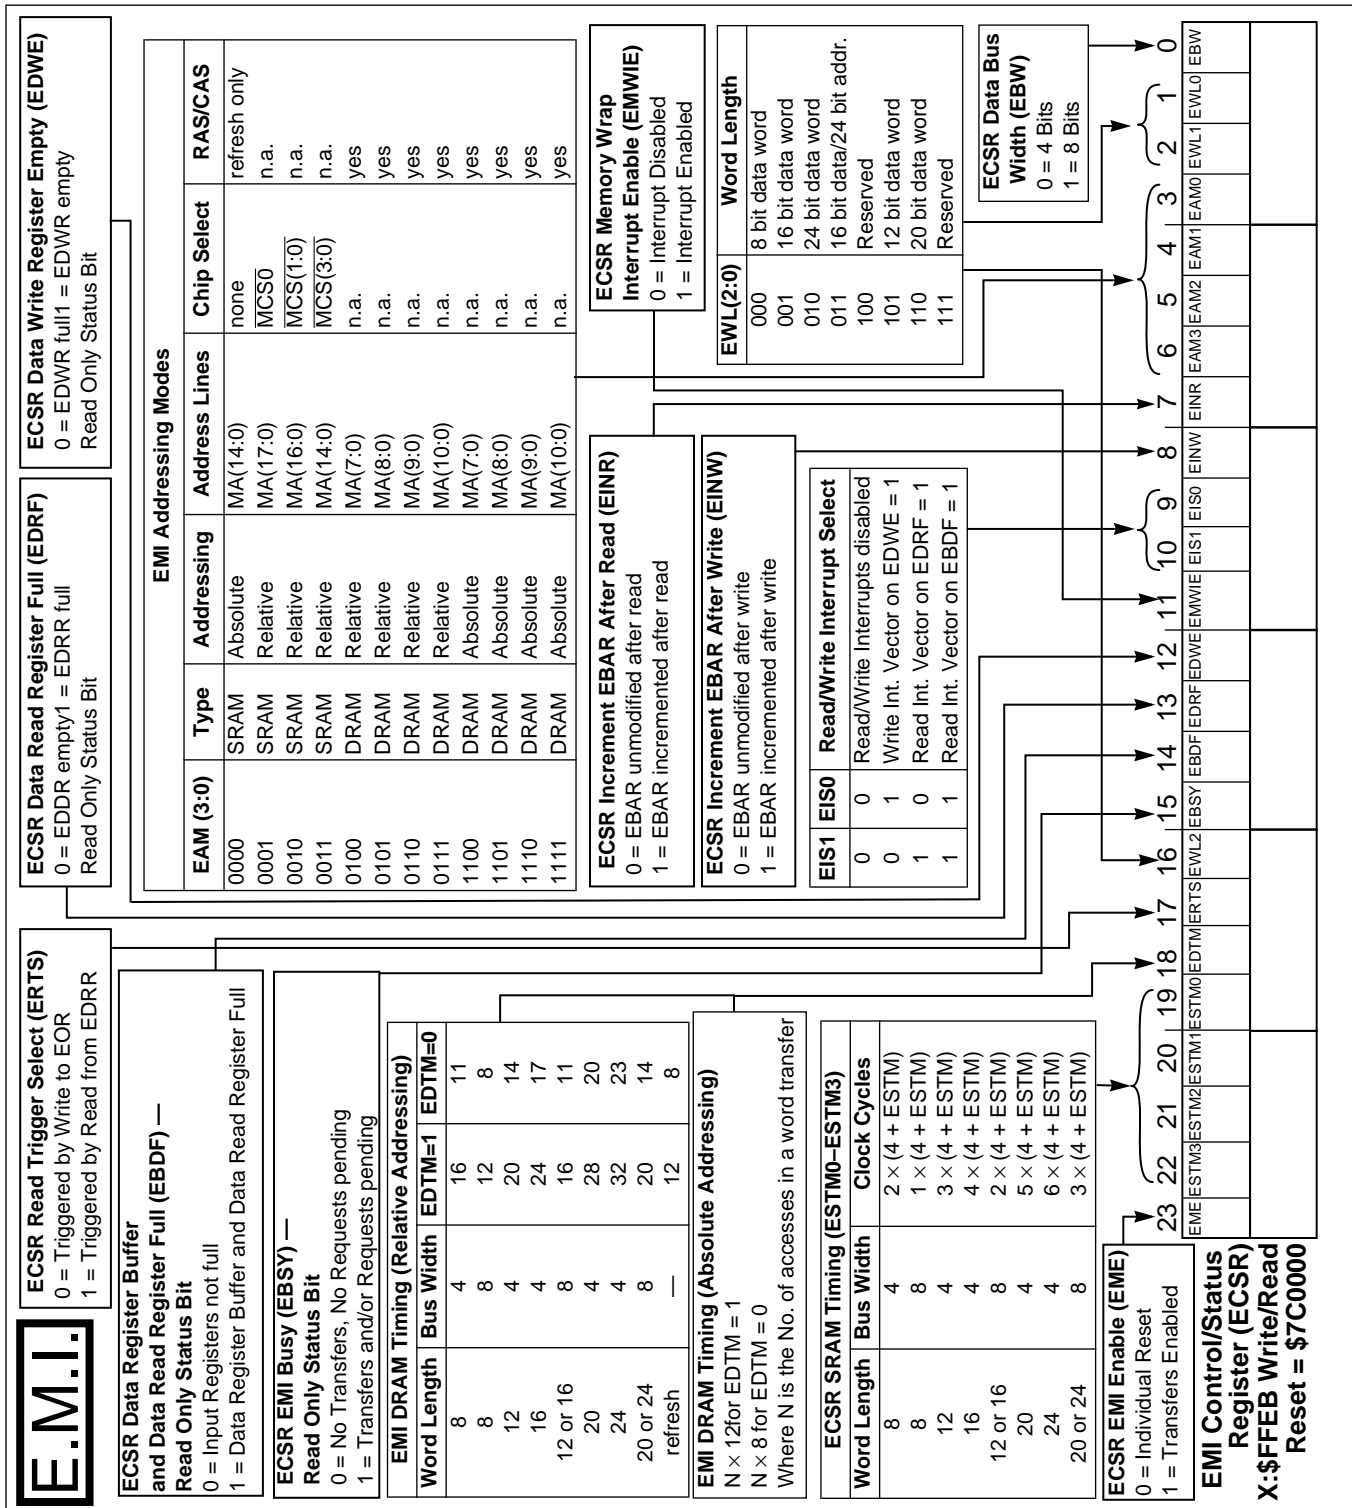 E.M.I.
ECSR Read Trigger Select (ERTS)
0 = Triggered by Write to EOR
1 = Triggered by Read from EDRR
ECSR Data Read Register Full (EDRF)
0 = EDDR empty1 = EDRR full
Read Only Status Bit
ECSR Data Write Register Empty (EDWE)
0 = EDWR full1 = EDWR empty
Read Only Status Bit
ECSR Data Register Buffer
and Data Read Register Full (EBDF) —
Read Only Status Bit
0 = Input Registers not full
1 = Data Register Buffer and Data Read Register Full
ECSR EMI Busy (EBSY) —
Read Only Status Bit
0 = No Transfers, No Requests pending
1 = Transfers and/or Requests pending
EMI DRAM Timing (Relative Addressing)
Word Length Bus Width EDTM=1 EDTM=0
8 4 16 11
8 8 12 8
12 4 20 14
16 4 24 17
12 or 16 8 16 11
20 4 28 20
24 4 32 23
20 or 24 8 20 14
refresh — 12 8
EMI DRAM Timing (Absolute Addressing)
N × 12for EDTM = 1
N × 8 for EDTM = 0
Where N is the No. of accesses in a word transfer
ECSR SRAM Timing (ESTM0–ESTM3)
Word Length Bus Width Clock Cycles
8 4 2 × (4 + ESTM)
8 8 1 × (4 + ESTM)
12 4 3 × (4 + ESTM)
16 4 4 × (4 + ESTM)
12 or 16 8 2 × (4 + ESTM)
20 4 5 × (4 + ESTM)
24 4 6 × (4 + ESTM)
20 or 24 8 3 × (4 + ESTM)
ECSR EMI Enable (EME)
0 = Individual Reset
1 = Transfers Enabled
EMI Addressing Modes
EAM (3:0) Type Addressing Address Lines Chip Select RAS/CAS
0000 SRAM Absolute MA(14:0) none refresh only
0001 SRAM Relative MA(17:0) MCS0 n.a.
0010 SRAM Relative MA(16:0) MCS(1:0) n.a.
0011 SRAM Relative MA(14:0) MCS(3:0) n.a.
0100 DRAM Relative MA(7:0) n.a. yes
0101 DRAM Relative MA(8:0) n.a. yes
0110 DRAM Relative MA(9:0) n.a. yes
0111 DRAM Relative MA(10:0) n.a. yes
1100 DRAM Absolute MA(7:0) n.a. yes
1101 DRAM Absolute MA(8:0) n.a. yes
1110 DRAM Absolute MA(9:0) n.a. yes
1111 DRAM Absolute MA(10:0) n.a. yes
ECSR Increment EBAR After Read (EINR)
0 = EBAR unmodified after read
1 = EBAR incremented after read
ECSR Increment EBAR After Write (EINW)
0 = EBAR unmodified after write
1 = EBAR incremented after write
EIS1 EIS0 Read/Write Interrupt Select
0 0 Read/Write Interrupts disabled
0 1 Write Int. Vector on EDWE = 1
1 0 Read Int. Vector on EDRF = 1
1 1 Read Int. Vector on EBDF = 1
ECSR Memory Wrap
Interrupt Enable (EMWIE)
0 = Interrupt Disabled
1 = Interrupt Enabled
EWL(2:0) Word Length
000 8 bit data word
001 16 bit data word
010 24 bit data word
011 16 bit data/24 bit addr.
100 Reserved
101 12 bit data word
110 20 bit data word
111 Reserved
ECSR Data Bus
Width (EBW)
0 = 4 Bits
1 = 8 Bits
23 22 21 20 19 18 17 16 15 14 13 12 11 10 9 8 7 6 5 4 3 2 1 0
EME ESTM3 ESTM2 ESTM1 ESTM0 EDTM ERTS EWL2 EBSY EBDF EDRF EDWE EMWIE EIS1 EIS0 EINW EINR EAM3 EAM2 EAM1 EAM0 EWL1 EWL0 EBW
EMI Control/Status
Register (ECSR)
X:$FFEB Write/Read
Reset = $7C0000